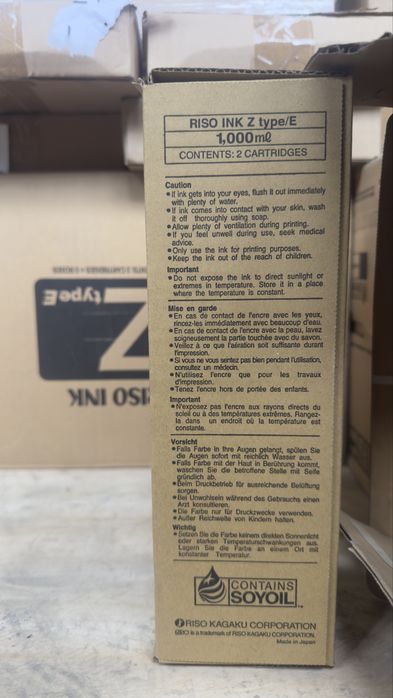 RISO INK Z type/E
1,000mℓ
CONTENTS: 2 CARTRIDGES
Caution
●If ink gets into your eyes, flush it out immediately
with plenty of water.
●If ink comes into contact with your skin, wash
it off thoroughly using soap.
●Allow plenty of ventilation during printing.
●If you feel unwell during use, seek medical
advice.
●Only use the ink for printing purposes.
●Keep the ink out of the reach of children.
Important
●Do not expose the ink to direct sunlight or
extremes in temperature. Store it in a place
where the temperature is constant.
Mise en garde
●En cas de contact de l'encre avec les yeux,
rincez-les immédiatement avec beaucoup d'eau.
●En cas de contact de l'encre avec la peau, lavez
soigneusement la partie touchée avec du savon.
●Veillez à ce que l'aération soit suffisante durant
l'impression.
●Si vous ne vous sentez pas bien pendant l'utilisation,
consultez un médecin.
●N'utilisez l'encre que pour les travaux
d'impression.
●Tenez l'encre hors de portée des enfants.
Important
●N'exposez pas l'encre aux rayons directs du
soleil ou à des températures extrêmes. Rangez-
la dans un endroit où la température est
constante.
Vorsicht
●Falls Farbe in Ihre Augen gelangt, spülen Sie
die Augen sofort mit reichlich Wasser aus.
●Falls Farbe mit der Haut in Berührung kommt,
waschen Sie die betroffene Stelle mit Seife
gründlich ab.
●Beim Druckbetrieb für ausreichende Belüftung
sorgen.
●Bei Unwohlsein während des Gebrauchs einen
Arzt konsultieren.
●Die Farbe nur für Druckzwecke verwenden.
●Außer Reichweite von Kindern halten.
Wichtig
●Setzen Sie die Farbe keinem direkten Sonnenlicht
oder starken Temperaturschwankungen aus.
Lagern Sie die Farbe an einem Ort mit
konstanter Temperatur.
CONTAINS
SOYOIL™
RISO KAGAKU CORPORATION
RISO is a trademark of RISO KAGAKU CORPORATION.
Made in Japan
type E
Z
RISO INK